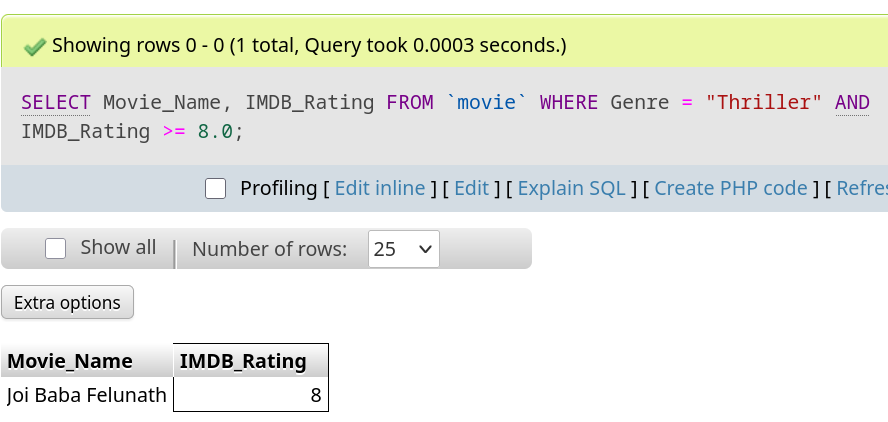 Showing rows 0 - 0 (1 total, Query took 0.0003 seconds.)
SELECT Movie_Name, IMDB_Rating FROM `movie` WHERE Genre = "Thriller" AND
IMDB_Rating >= 8.0;
Profiling [ Edit inline ] [ Edit ] [ Explain SQL ] [ Create PHP code ] [ Refres
Show all Number of rows: 25
Extra options
Movie_Name IMDB_Rating
Joi Baba Felunath 8